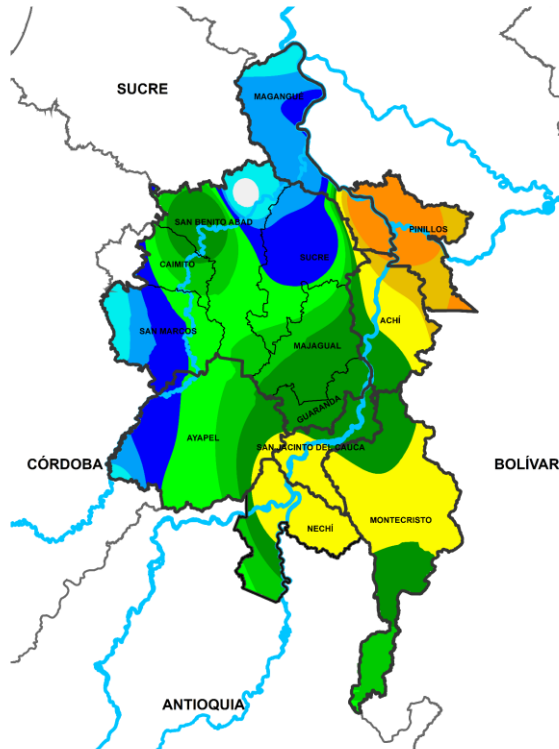 SUCRE
MAGANGUÉ
SAN BENITO ABAD
PINILLOS
CAIMITO
SUCRE
ACHÍ
SAN MARCOS
MAJAGUAL
GUARANDA
AYAPEL
SAN JACINTO DEL CAUCA
CÓRDOBA
BOLÍVAR
MONTECRISTO
NECHÍ
ANTIOQUIA